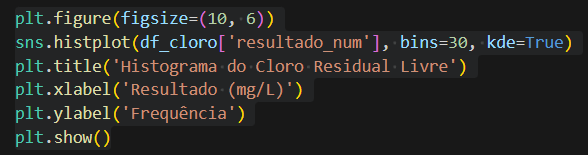 plt.figure(figsize=(10, 6))
sns.histplot(df_cloro['resultado_num'], bins=30, kde=True)
plt.title('Histograma do Cloro Residual Livre')
plt.xlabel('Resultado (mg/L)')
plt.ylabel('Frequência')
plt.show()